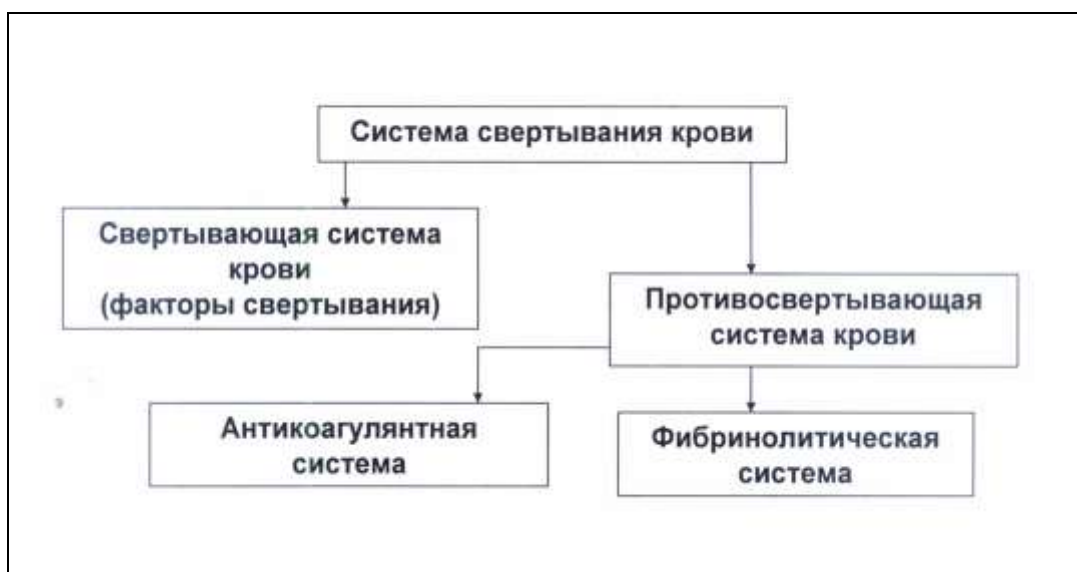 Система свертывания крови
Свертывающая система
крови
(факторы свертывания)
Противосвертывающая
система крови
Антикоагулянтная
система
Фибринолитическая
система